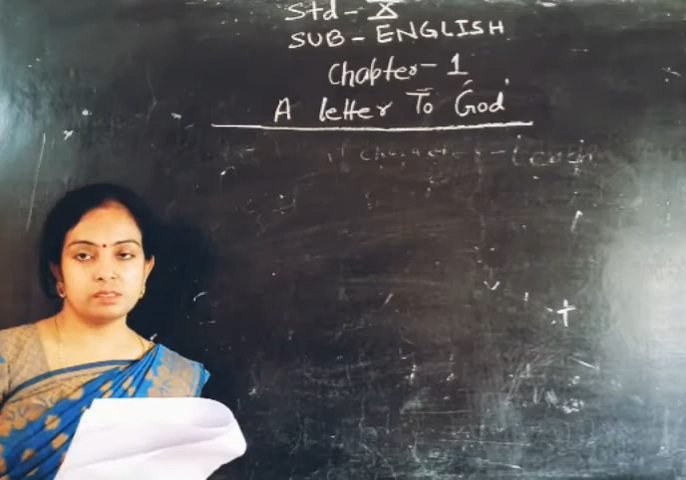 Std - X
SUB - ENGLISH
Chapter - 1
A letter To God